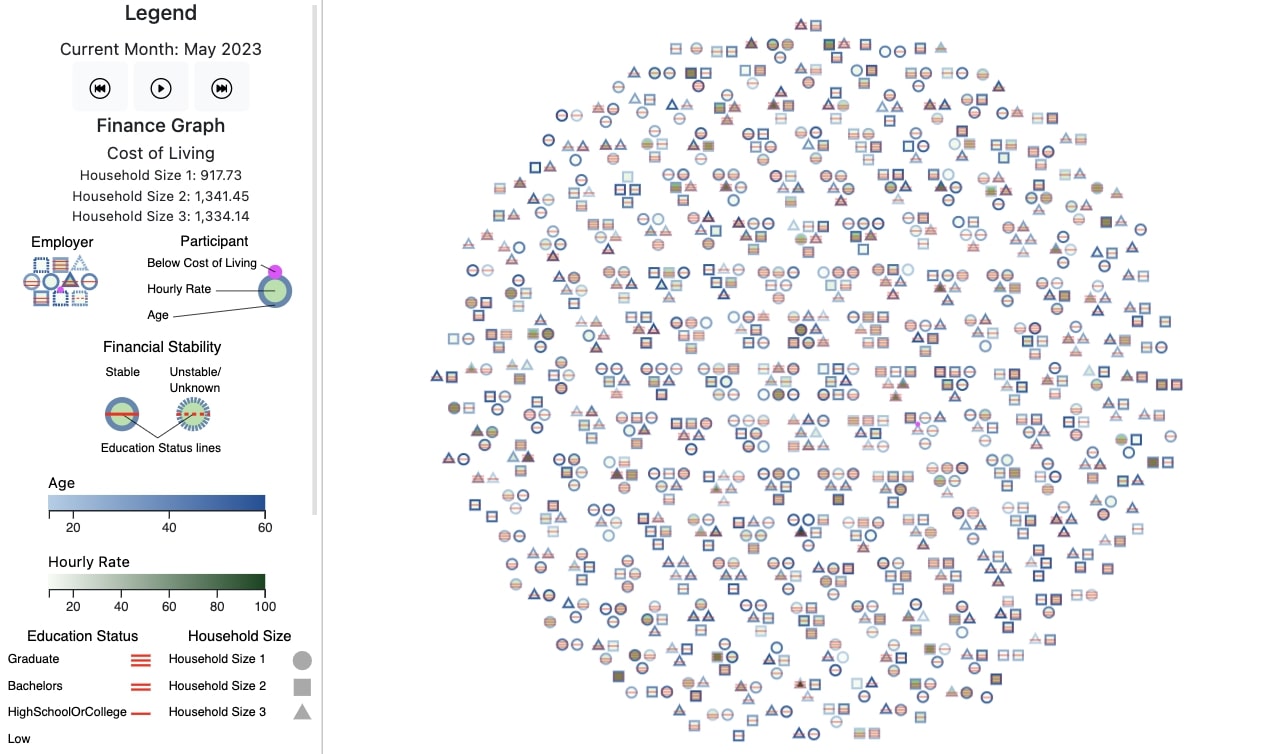 Legend
Current Month: May 2023
Finance Graph
Cost of Living
Household Size 1: 917.73
Household Size 2: 1,341.45
Household Size 3: 1,334.14
Employer
Participant
Below Cost of Living
Hourly Rate
Age
Financial Stability
Stable
Unstable/
Unknown
Education Status lines
Age
20 40 60
Hourly Rate
20 40 60 80 100
Education Status
Household Size
Graduate
Household Size 1
Bachelors
Household Size 2
HighSchoolOrCollege
Household Size 3
Low